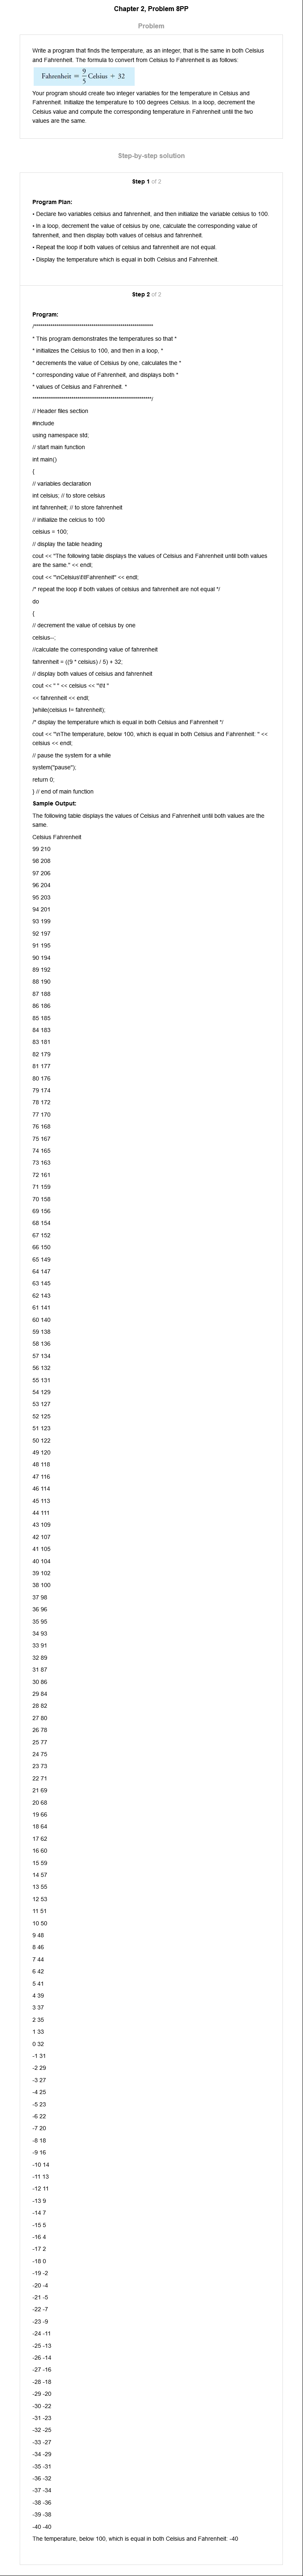 Chapter 2, Problem 8PP
Problem
Write a program that finds the temperature, as an integer, that is the same in both Celsius
and Fahrenheit. The formula to convert from Celsius to Fahrenheit is as follows:
Fahrenheit = 9/5 Celsius + 32
Your program should create two integer variables for the temperature in Celsius and
Fahrenheit. Initialize the temperature to 100 degrees Celsius. In a loop, decrement the
Celsius value and compute the corresponding temperature in Fahrenheit until the two
values are the same.
Step-by-step solution
Step 1 of 2
Program Plan:
• Declare two variables celsius and fahrenheit, and then initialize the variable celsius to 100.
• In a loop, decrement the value of celsius by one, calculate the corresponding value of
fahrenheit, and then display both values of celsius and fahrenheit.
• Repeat the loop if both values of celsius and fahrenheit are not equal.
• Display the temperature which is equal in both Celsius and Fahrenheit.
Step 2 of 2
Program:
/*********************************************************
* This program demonstrates the temperatures so that *
* initializes the Celsius to 100, and then in a loop, *
* decrements the value of Celsius by one, calculates the *
* corresponding value of Fahrenheit, and displays both *
* values of Celsius and Fahrenheit. *
*********************************************************/
// Header files section
#include
using namespace std;
// start main function
int main()
{
// variables declaration
int celsius; // to store celsius
int fahrenheit; // to store fahrenheit
// initialize the celcius to 100
celsius = 100;
// display the table heading
cout << "The following table displays the values of Celsius and Fahrenheit until both values
are the same." << endl;
cout << "\nCelsius\t\tFahrenheit" << endl;
/* repeat the loop if both values of celsius and fahrenheit are not equal */
do
{
// decrement the value of celsius by one
celsius--;
//calculate the corresponding value of fahrenheit
fahrenheit = ((9 * celsius) / 5) + 32;
// display both values of celsius and fahrenheit
cout << " " << celsius << "\t\t "
<< fahrenheit << endl;
}while(celsius != fahrenheit);
/* display the temperature which is equal in both Celsius and Fahrenheit */
cout << "\nThe temperature, below 100, which is equal in both Celsius and Fahrenheit: " <<
celsius << endl;
// pause the system for a while
system("pause");
return 0;
} // end of main function
Sample Output:
The following table displays the values of Celsius and Fahrenheit until both values are the
same.
Celsius Fahrenheit
99 210
98 208
97 206
96 204
95 203
94 201
93 199
92 197
91 195
90 194
89 192
88 190
87 188
86 186
85 185
84 183
83 181
82 179
81 177
80 176
79 174
78 172
77 170
76 168
75 167
74 165
73 163
72 161
71 159
70 158
69 156
68 154
67 152
66 150
65 149
64 147
63 145
62 143
61 141
60 140
59 138
58 136
57 134
56 132
55 131
54 129
53 127
52 125
51 123
50 122
49 120
48 118
47 116
46 114
45 113
44 111
43 109
42 107
41 105
40 104
39 102
38 100
37 98
36 96
35 95
34 93
33 91
32 89
31 87
30 86
29 84
28 82
27 80
26 78
25 77
24 75
23 73
22 71
21 69
20 68
19 66
18 64
17 62
16 60
15 59
14 57
13 55
12 53
11 51
10 50
9 48
8 46
7 44
6 42
5 41
4 39
3 37
2 35
1 33
0 32
-1 31
-2 29
-3 27
-4 25
-5 23
-6 22
-7 20
-8 18
-9 16
-10 14
-11 13
-12 11
-13 9
-14 7
-15 5
-16 4
-17 2
-18 0
-19 -2
-20 -4
-21 -5
-22 -7
-23 -9
-24 -11
-25 -13
-26 -14
-27 -16
-28 -18
-29 -20
-30 -22
-31 -23
-32 -25
-33 -27
-34 -29
-35 -31
-36 -32
-37 -34
-38 -36
-39 -38
-40 -40
The temperature, below 100, which is equal in both Celsius and Fahrenheit: -40